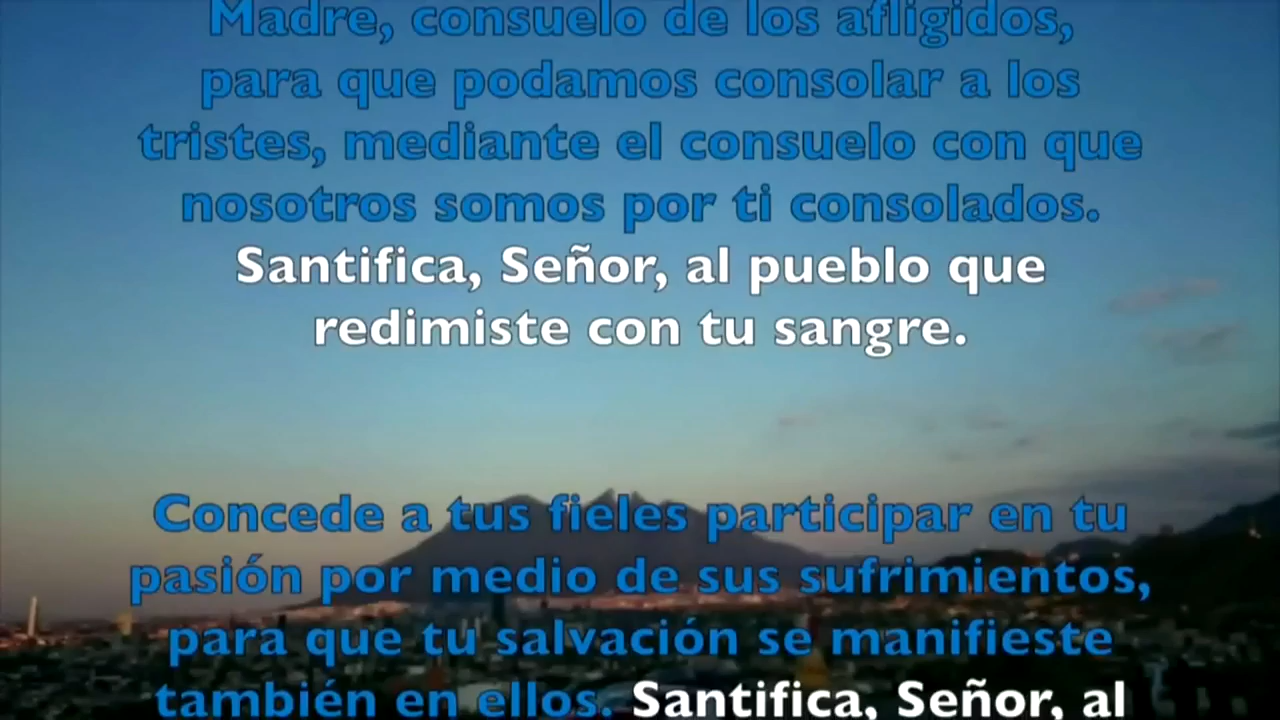 Madre, consuelo de los afligidos,
para que podamos consolar a los
tristes, mediante el consuelo con que
nosotros somos por ti consolados.
Santifica, Señor, al pueblo que
redimiste con tu sangre.
Concede a tus fieles participar en tu
pasión por medio de sus sufrimientos,
para que tu salvación se manifieste
también en ellos. Santifica, Señor, al